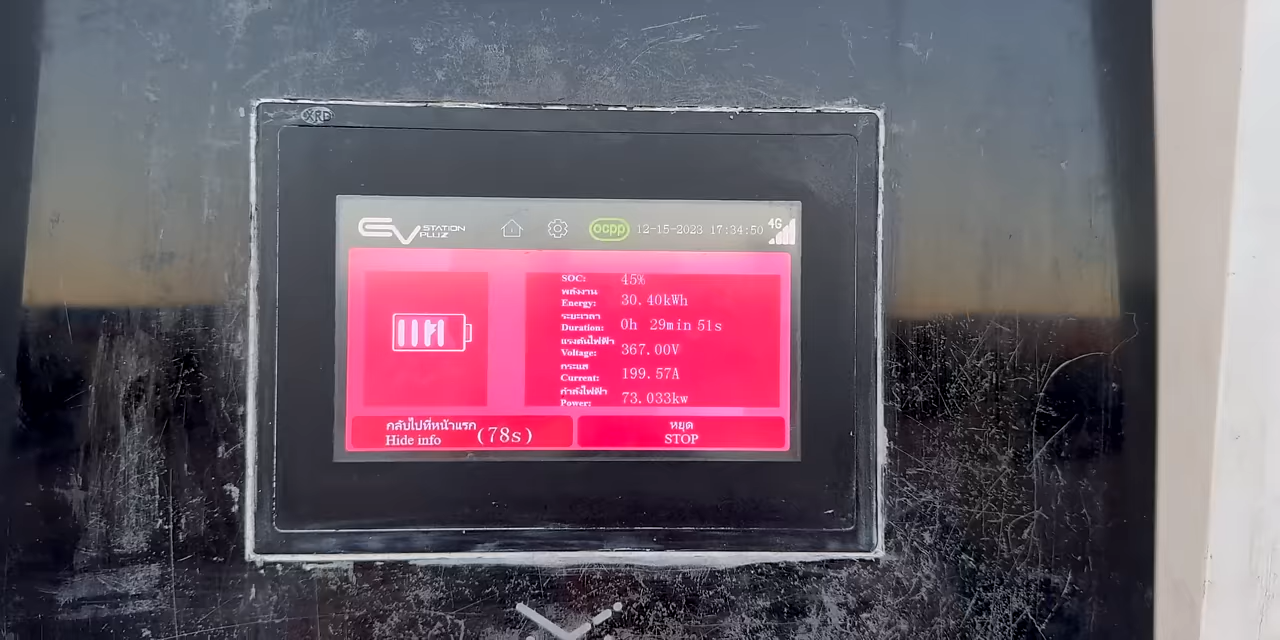 EV STATION PLUZ
ocpp 12-15-2023 17:34:50 4G
SOC: 45%
พลังงาน
Energy: 30.40kWh
ระยะเวลา
Duration: 0h 29min 51s
แรงดันไฟฟ้า
Voltage: 367.00V
กระแส
Current: 199.57A
กำลังไฟฟ้า
Power: 73.033kw
กลับไปที่หน้าแรก
Hide info (78s)
หยุด
STOP